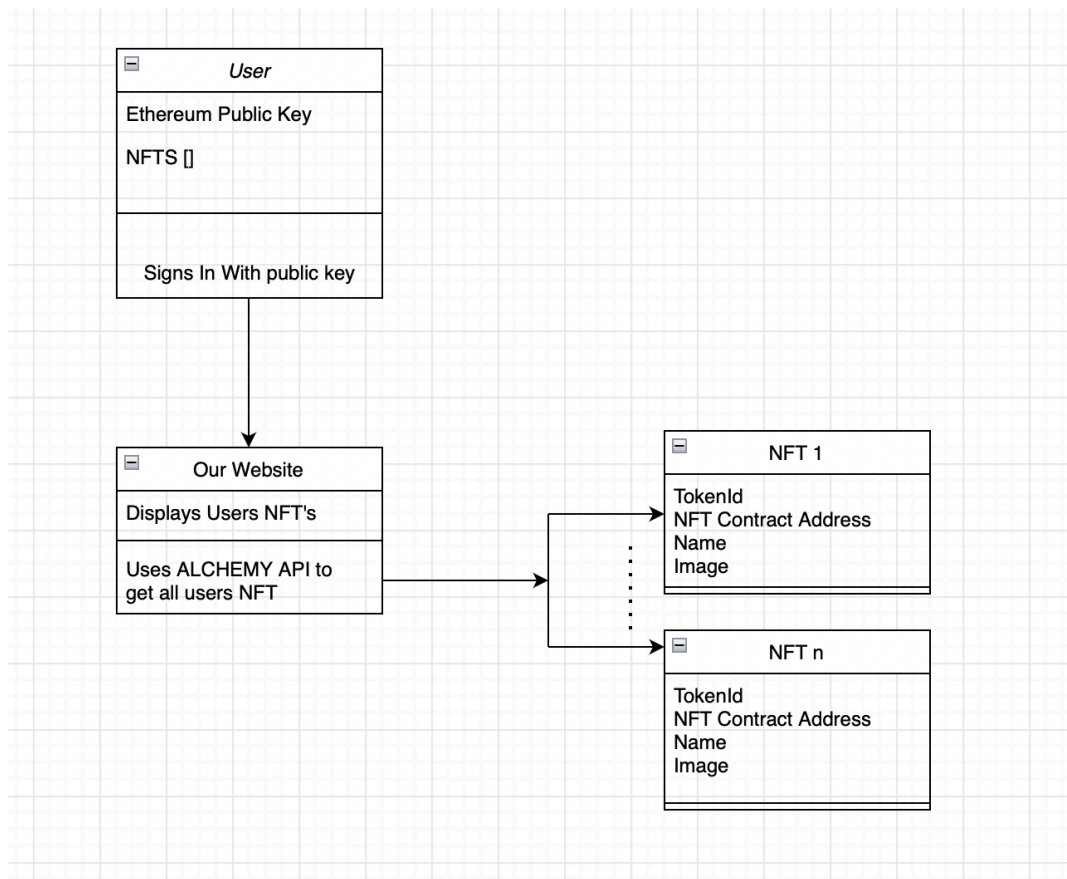 User
Ethereum Public Key
NFTS []
Signs In With public key
Our Website
Displays Users NFT's
Uses ALCHEMY API to
get all users NFT
NFT 1
TokenId
NFT Contract Address
Name
Image
NFT n
TokenId
NFT Contract Address
Name
Image